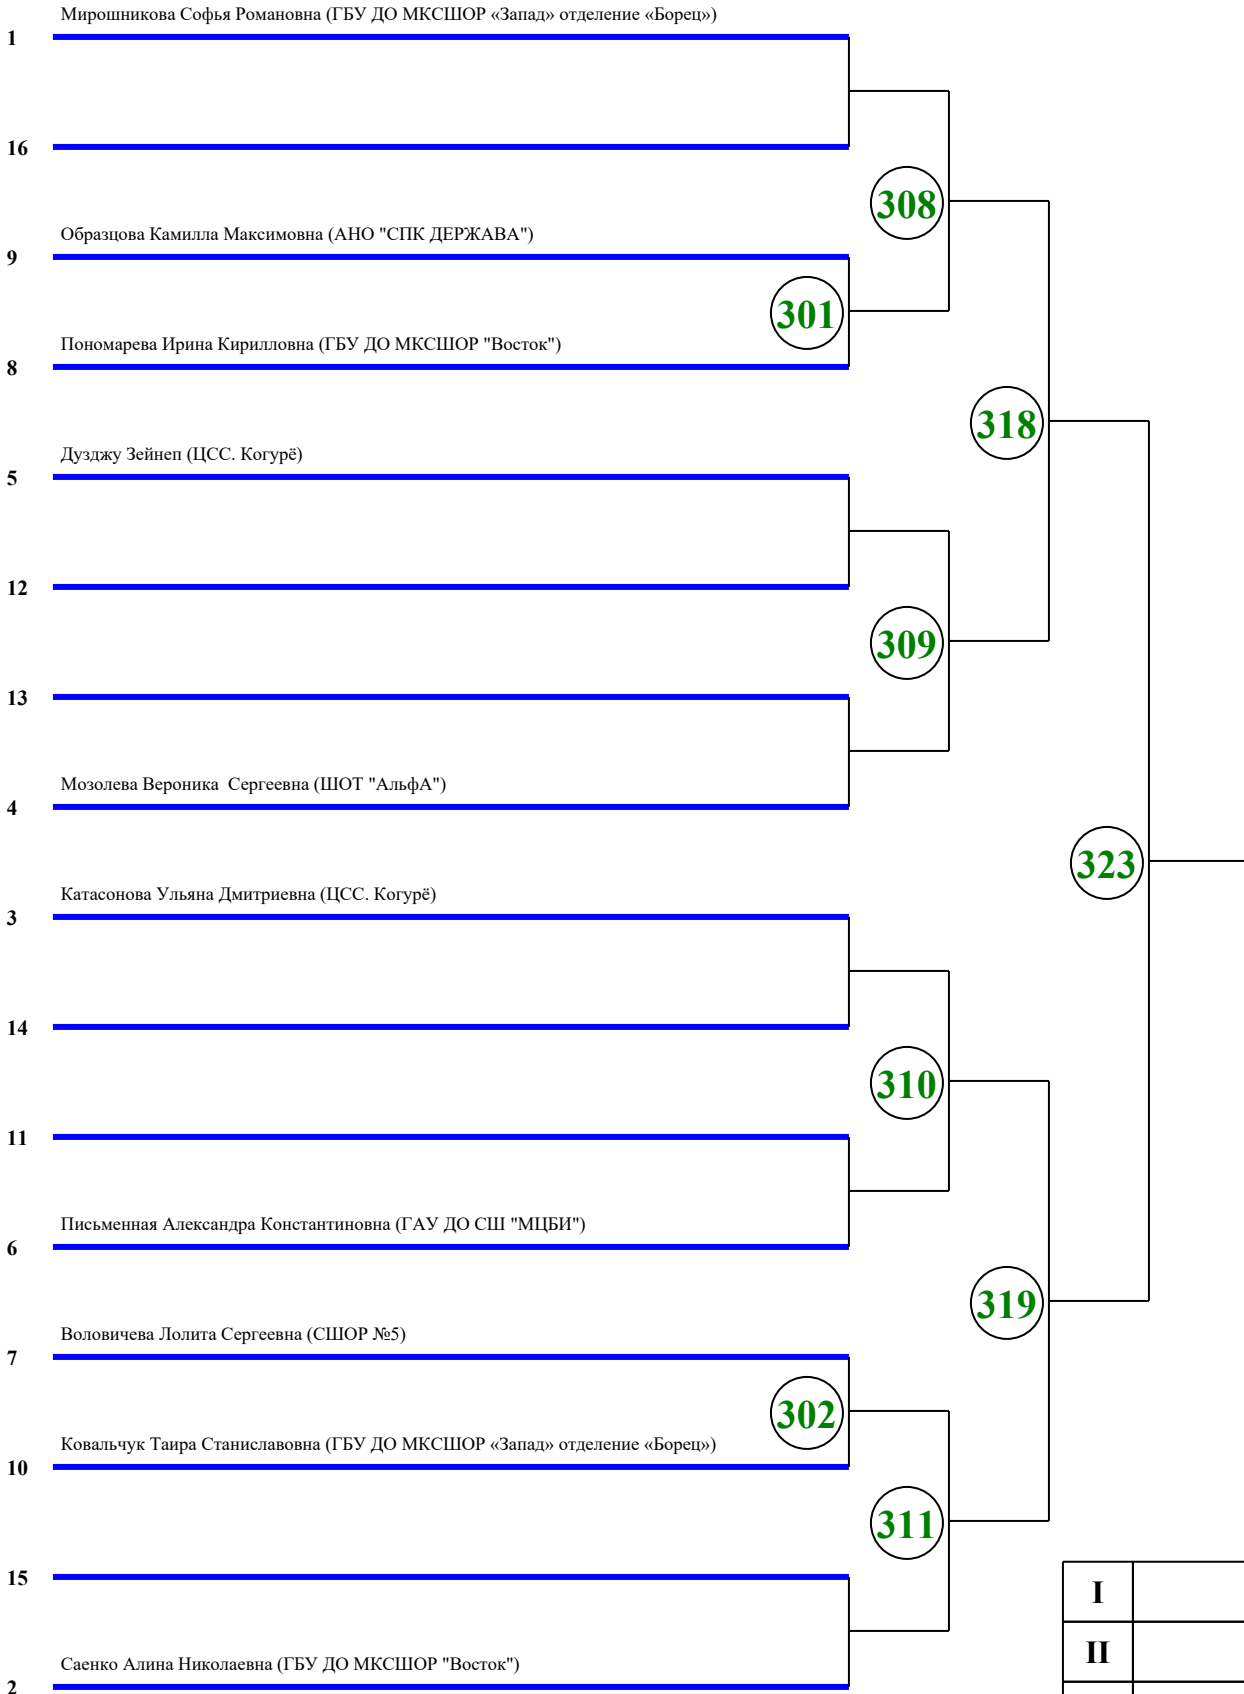 Мирошникова Софья Романовна (ГБУ ДО МКСШОР «Запад» отделение «Борец»)
1
16
308
Образцова Камилла Максимовна (АНО "СПК ДЕРЖАВА")
9
301
Пономарева Ирина Кирилловна (ГБУ ДО МКСШОР "Восток")
8
318
Дузджу Зейнеп (ЦСС. Когурё)
5
12
309
13
Мозолева Вероника  Сергеевна (ШОТ "АльфА")
4
323
Катасонова Ульяна Дмитриевна (ЦСС. Когурё)
3
14
310
11
Письменная Александра Константиновна (ГАУ ДО СШ "МЦБИ")
6
319
Воловичева Лолита Сергеевна (СШОР №5)
7
302
Ковальчук Таира Станиславовна (ГБУ ДО МКСШОР «Запад» отделение «Борец»)
10
311
15
I
II
Саенко Алина Николаевна (ГБУ ДО МКСШОР "Восток")
2